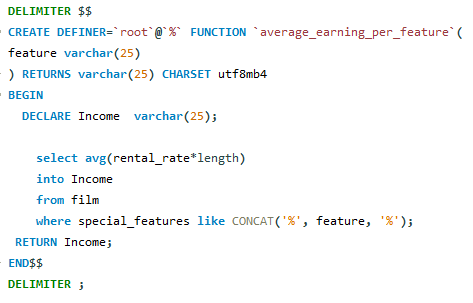 DELIMITER $$
CREATE DEFINER=`root`@`%` FUNCTION `average_earning_per_feature`(
feature varchar(25)
) RETURNS varchar(25) CHARSET utf8mb4
BEGIN
DECLARE Income  varchar(25);
select avg(rental_rate*length)
into Income
from film
where special_features like CONCAT('%', feature, '%');
RETURN Income;
END$$
DELIMITER ;